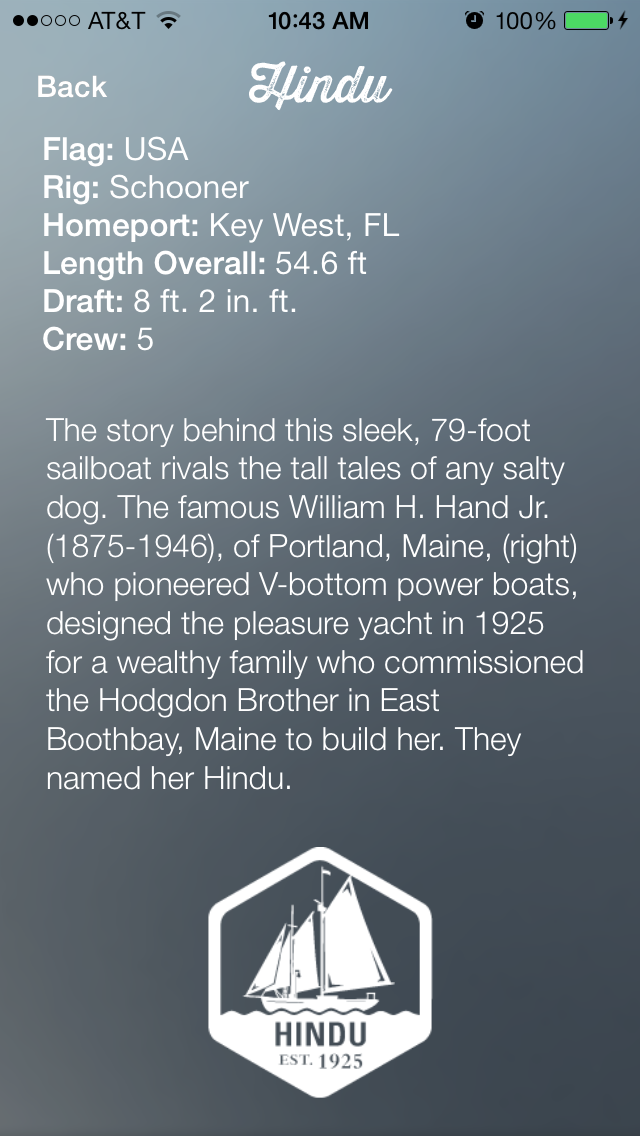 AT&T 10:43 AM 100%
Back Hindu
Flag: USA
Rig: Schooner
Homeport: Key West, FL
Length Overall: 54.6 ft
Draft: 8 ft. 2 in. ft.
Crew: 5
The story behind this sleek, 79-foot
sailboat rivals the tall tales of any salty
dog. The famous William H. Hand Jr.
(1875-1946), of Portland, Maine, (right)
who pioneered V-bottom power boats,
designed the pleasure yacht in 1925
for a wealthy family who commissioned
the Hodgdon Brother in East
Boothbay, Maine to build her. They
named her Hindu.
HINDU
EST. 1925